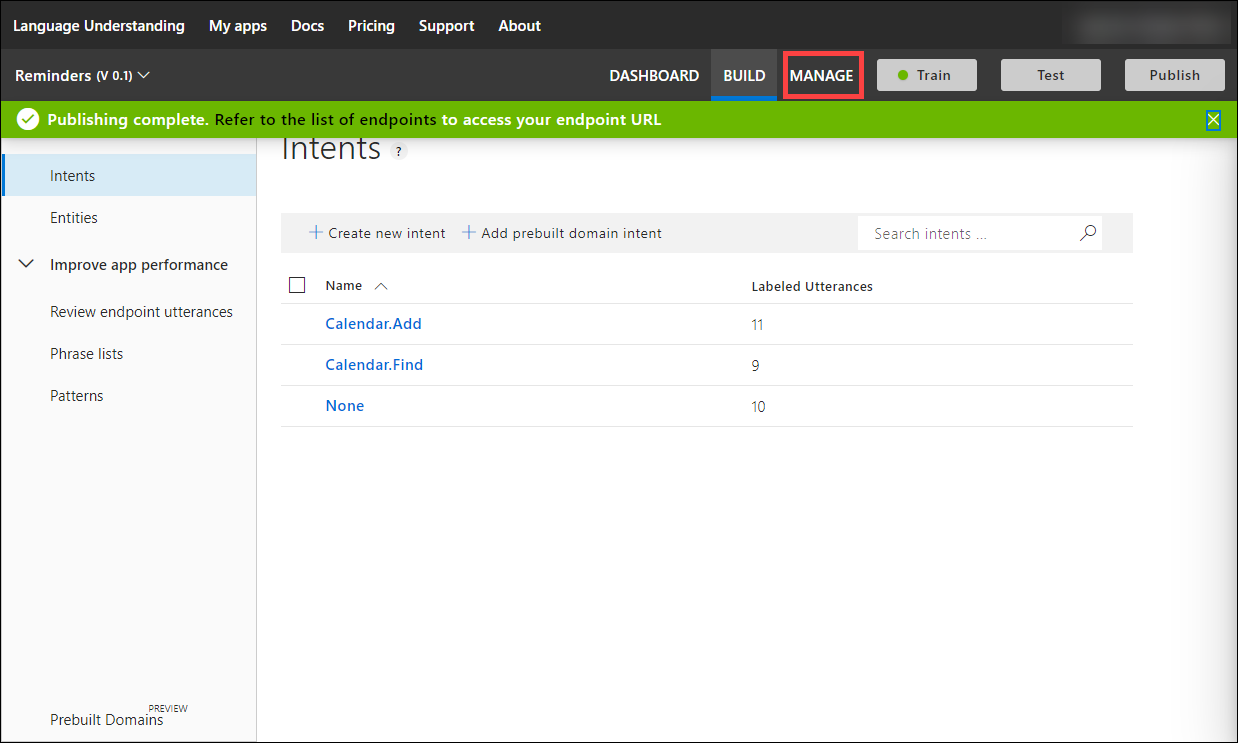 Language Understanding My apps Docs Pricing Support About
Reminders (V 0.1) DASHBOARD BUILD MANAGE Train Test Publish
Publishing complete. Refer to the list of endpoints to access your endpoint URL
Intents
Entities
Improve app performance
Review endpoint utterances
Phrase lists
Patterns
PREVIEW
Prebuilt Domains
Intents ?
Create new intent Add prebuilt domain intent Search intents ...
Name Labeled Utterances
Calendar.Add 11
Calendar.Find 9
None 10